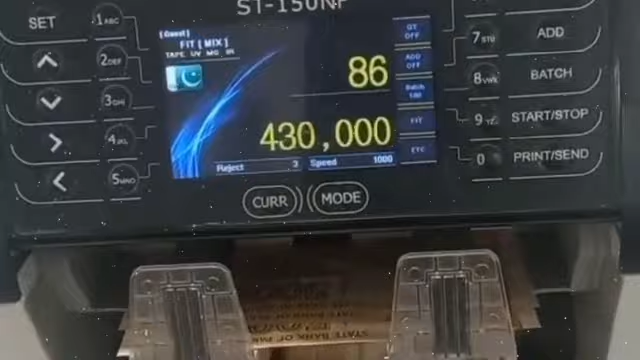 ST-150NF
SET
1ABC
2DEF
3GHI
4JKL
5MNO
[Guest]
FIT [MIX]
TAPE UV MG IR
86
430,000
Reject 3 Speed 1000
GT OFF
ADD OFF
Batch 100
FIT
ETC
7STU
ADD
8VWX
BATCH
9YZ
START/STOP
0
PRINT/SEND
CURR
MODE
STATE BANK OF